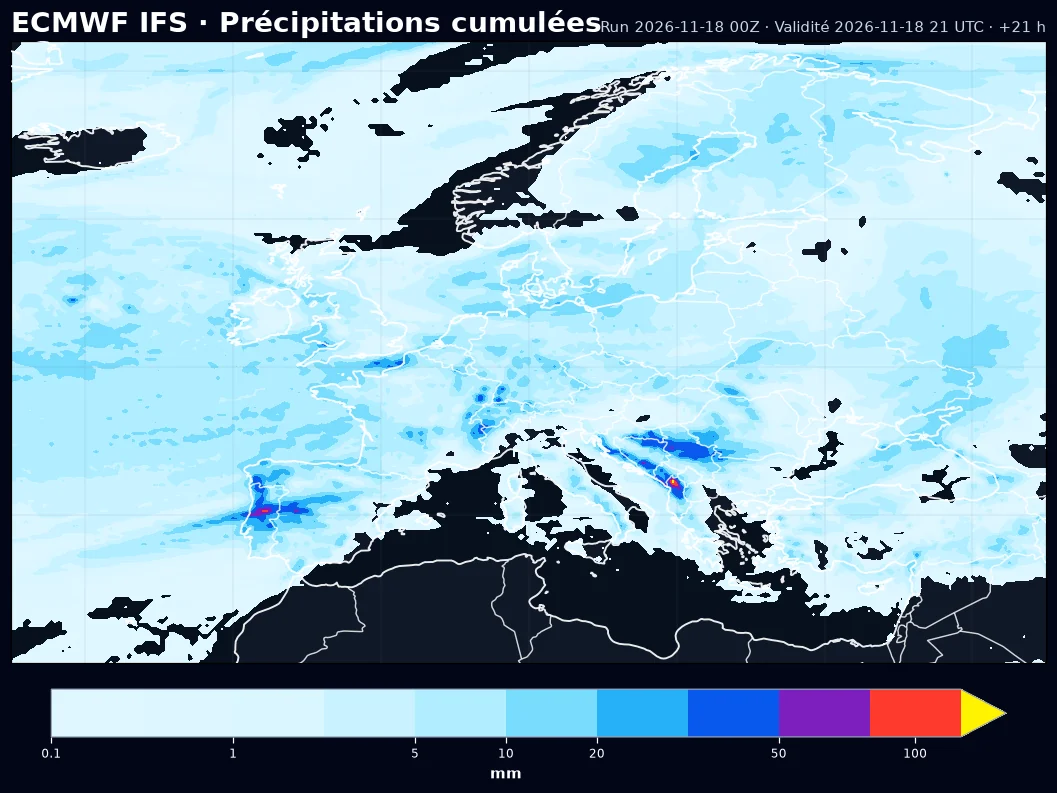 ECMWF IFS · Précipitations cumulées
Run 2026-11-18 00Z · Validité 2026-11-18 21 UTC · +21 h
0.1 1 5 10 20 50 100
mm